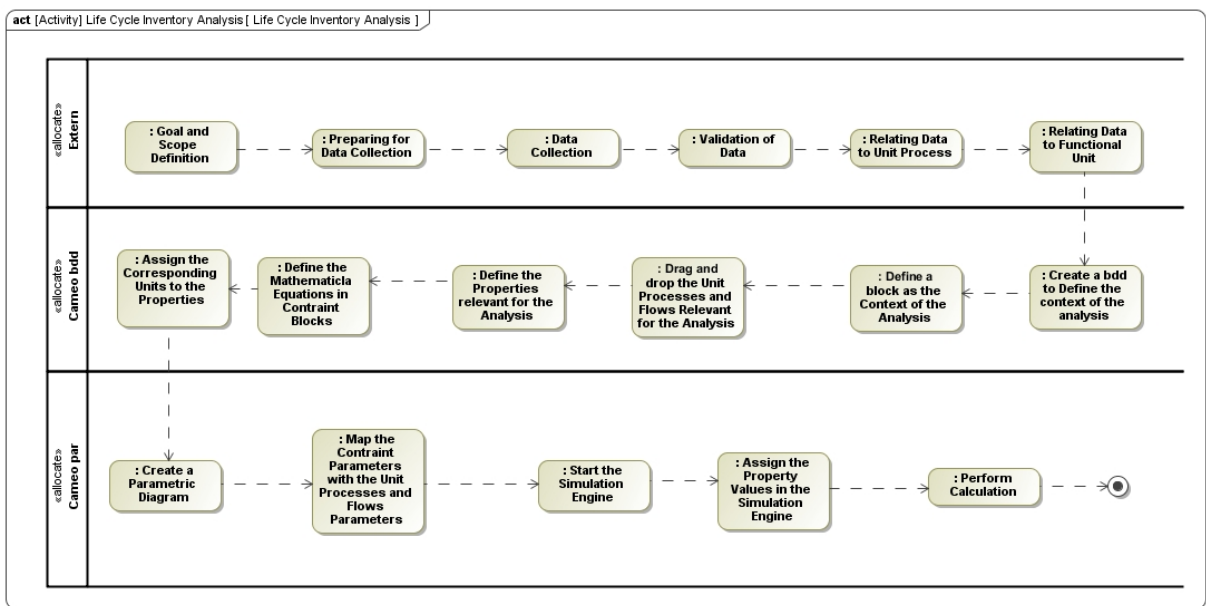 act [Activity] Life Cycle Inventory Analysis [ Life Cycle Inventory Analysis ]
«allocate»
Extern
: Goal and
Scope
Definition
: Preparing for
Data Collection
: Data
Collection
: Validation of
Data
: Relating Data
to Unit Process
: Relating Data
to Functional
Unit
«allocate»
Cameo bdd
: Assign the
Corresponding
Units to the
Properties
: Define the
Mathematicla
Equations in
Contraint
Blocks
: Define the
Properties
relevant for the
Analysis
: Drag and
drop the Unit
Processes and
Flows Relevant
for the Analysis
: Define a
block as the
Context of the
Analysis
: Create a bdd
to Define the
context of the
analysis
«allocate»
Cameo par
: Create a
Parametric
Diagram
: Map the
Contraint
Parameters
with the Unit
Processes and
Flows
Parameters
: Start the
Simulation
Engine
: Assign the
Property
Values in the
Simulation
Engine
: Perform
Calculation